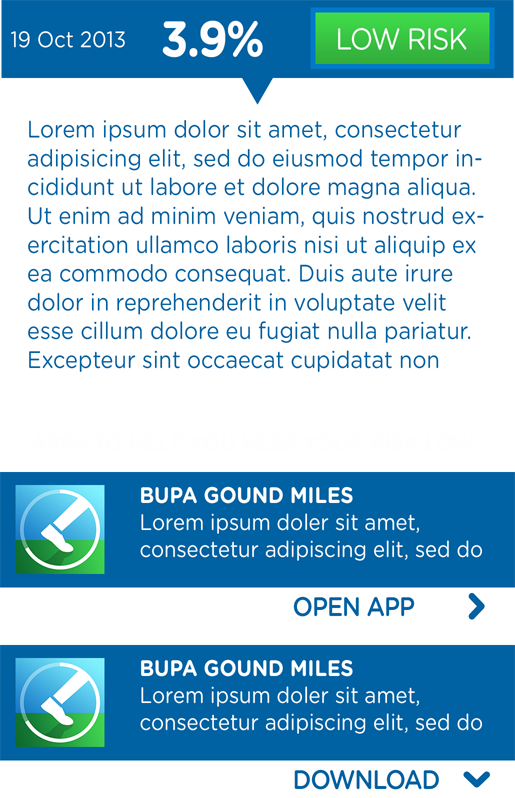 19 Oct 2013 3.9% LOW RISK
Lorem ipsum dolor sit amet, consectetur
adipisicing elit, sed do eiusmod tempor in-
cididunt ut labore et dolore magna aliqua.
Ut enim ad minim veniam, quis nostrud ex-
ercitation ullamco laboris nisi ut aliquip ex
ea commodo consequat. Duis aute irure
dolor in reprehenderit in voluptate velit
esse cillum dolore eu fugiat nulla pariatur.
Excepteur sint occaecat cupidatat non
BUPA GOUND MILES
Lorem ipsum doler sit amet,
consectetur adipiscing elit, sed do
OPEN APP
BUPA GOUND MILES
Lorem ipsum doler sit amet,
consectetur adipiscing elit, sed do
DOWNLOAD